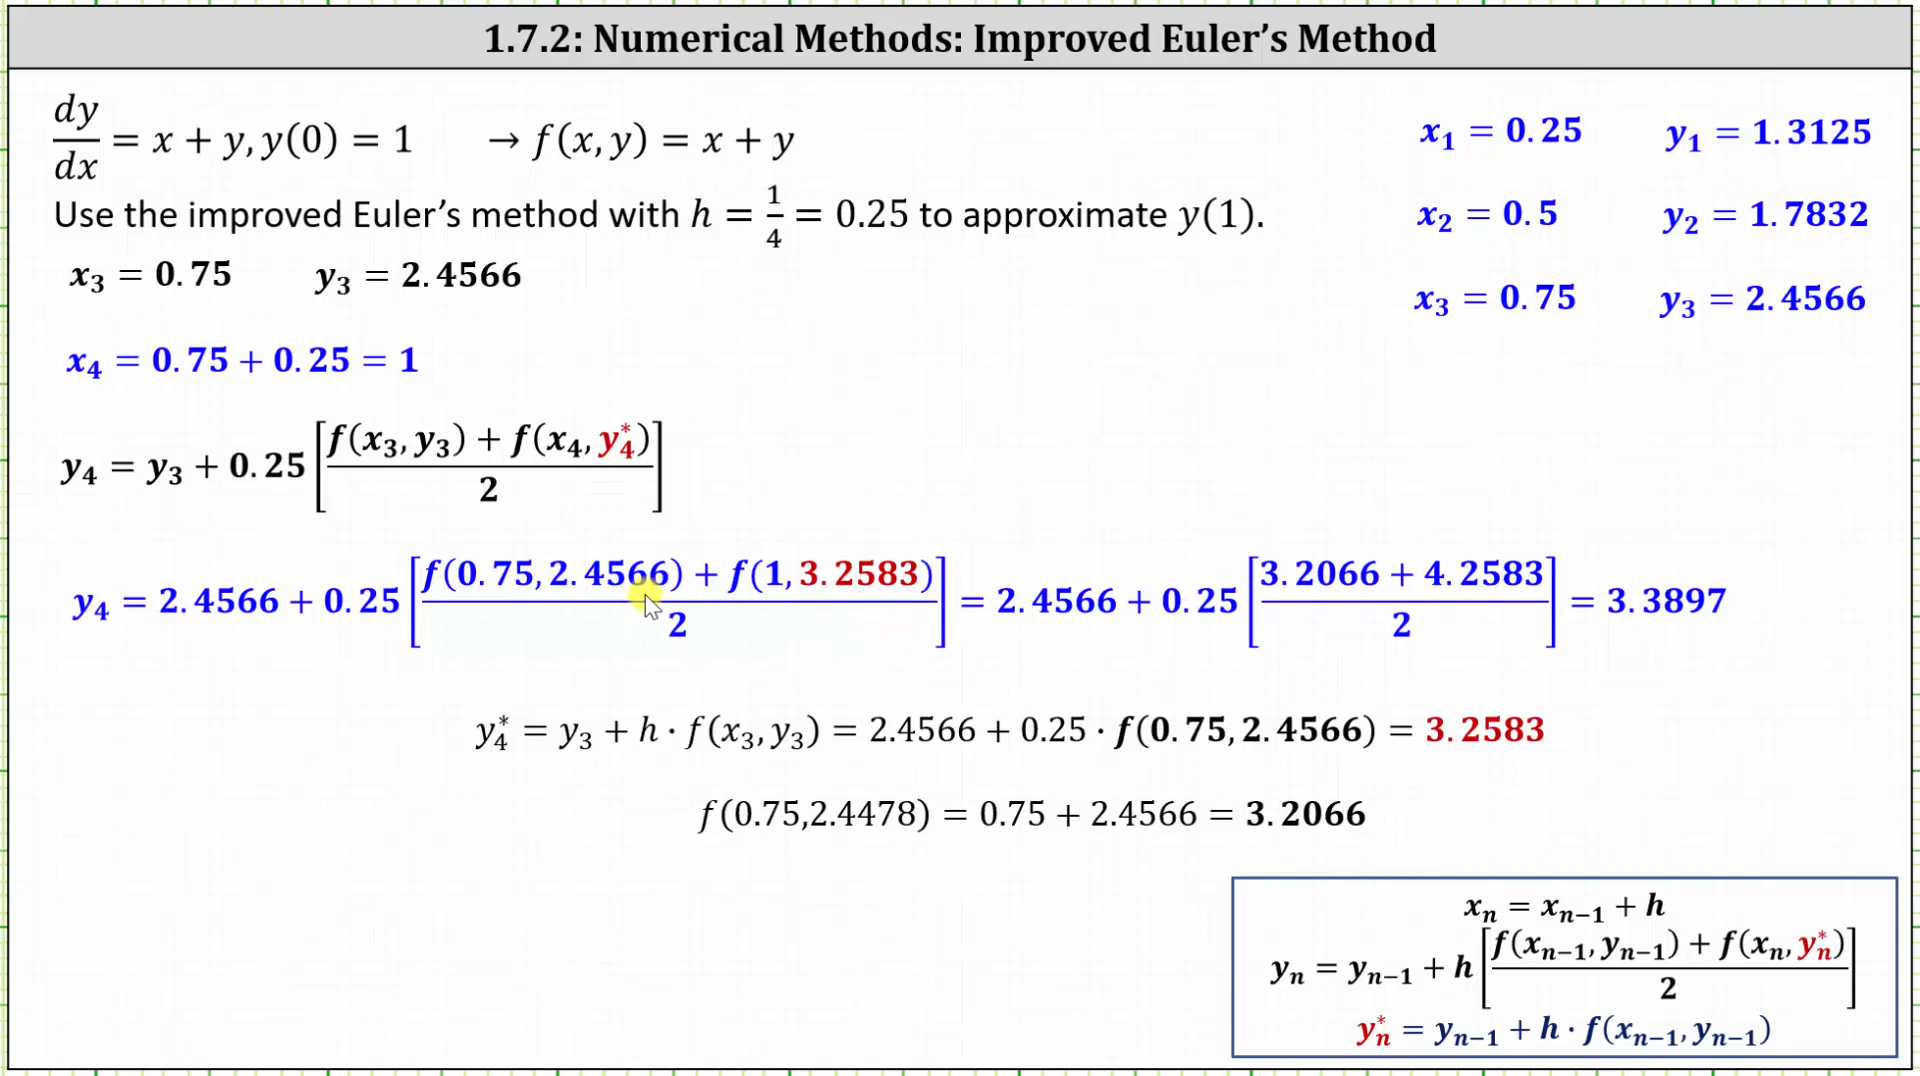 1.7.2: Numerical Methods: Improved Euler's Method
dy/dx = x + y, y(0) = 1 → f(x, y) = x + y
x₁ = 0.25 y₁ = 1.3125
Use the improved Euler's method with h = 1/4 = 0.25 to approximate y(1).
x₂ = 0.5 y₂ = 1.7832
x₃ = 0.75 y₃ = 2.4566
x₃ = 0.75 y₃ = 2.4566
x₄ = 0.75 + 0.25 = 1
y₄ = y₃ + 0.25 [(f(x₃, y₃) + f(x₄, y₄*))/2]
y₄ = 2.4566 + 0.25 [(f(0.75, 2.4566) + f(1, 3.2583))/2] = 2.4566 + 0.25 [(3.2066 + 4.2583)/2] = 3.3897
y₄* = y₃ + h · f(x₃, y₃) = 2.4566 + 0.25 · f(0.75, 2.4566) = 3.2583
f(0.75,2.4478) = 0.75 + 2.4566 = 3.2066
xₙ = xₙ₋₁ + h
yₙ = yₙ₋₁ + h [(f(xₙ₋₁, yₙ₋₁) + f(xₙ, yₙ*))/2]
yₙ* = yₙ₋₁ + h · f(xₙ₋₁, yₙ₋₁)